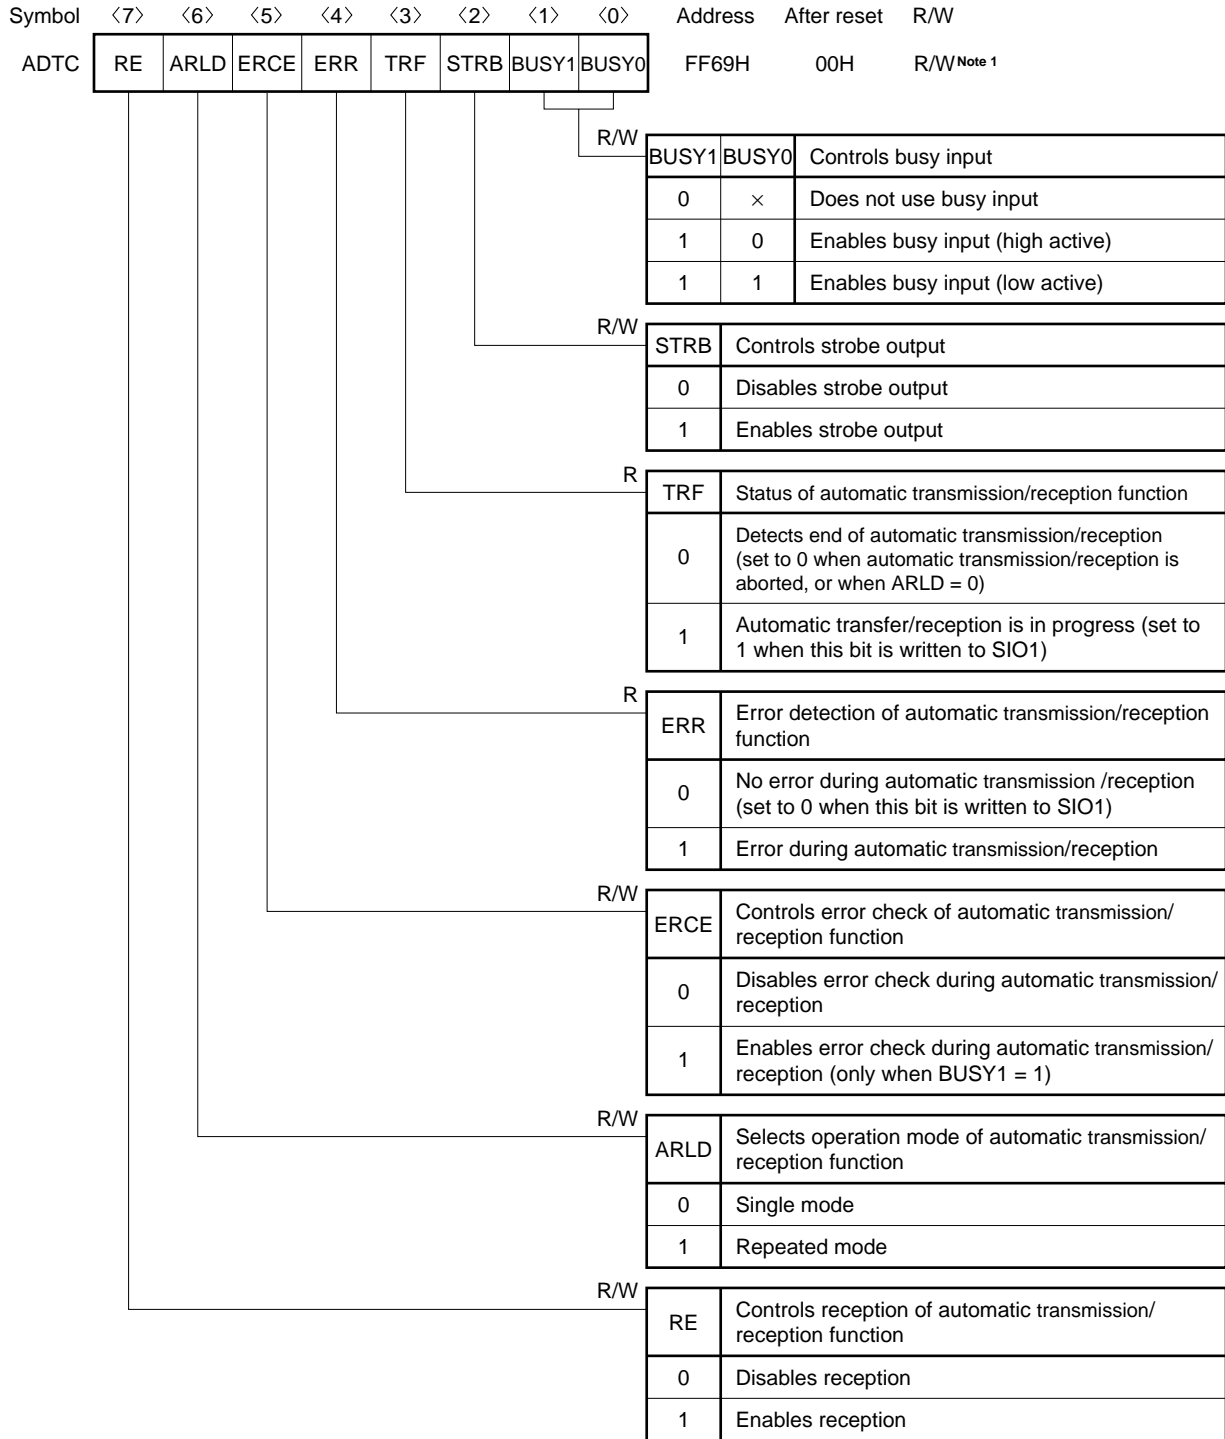 Symbol 〈7〉 〈6〉 〈5〉 〈4〉 〈3〉 〈2〉 〈1〉 〈0〉 Address After reset R/W
ADTC RE ARLD ERCE ERR TRF STRB BUSY1 BUSY0 FF69H 00H R/W Note 1
R/W
BUSY1 BUSY0 Controls busy input
0 × Does not use busy input
1 0 Enables busy input (high active)
1 1 Enables busy input (low active)
R/W
STRB Controls strobe output
0 Disables strobe output
1 Enables strobe output
R
TRF Status of automatic transmission/reception function
0 Detects end of automatic transmission/reception
(set to 0 when automatic transmission/reception is
aborted, or when ARLD = 0)
1 Automatic transfer/reception is in progress (set to
1 when this bit is written to SIO1)
R
ERR Error detection of automatic transmission/reception
function
0 No error during automatic transmission /reception
(set to 0 when this bit is written to SIO1)
1 Error during automatic transmission/reception
R/W
ERCE Controls error check of automatic transmission/
reception function
0 Disables error check during automatic transmission/
reception
1 Enables error check during automatic transmission/
reception (only when BUSY1 = 1)
R/W
ARLD Selects operation mode of automatic transmission/
reception function
0 Single mode
1 Repeated mode
R/W
RE Controls reception of automatic transmission/
reception function
0 Disables reception
1 Enables reception